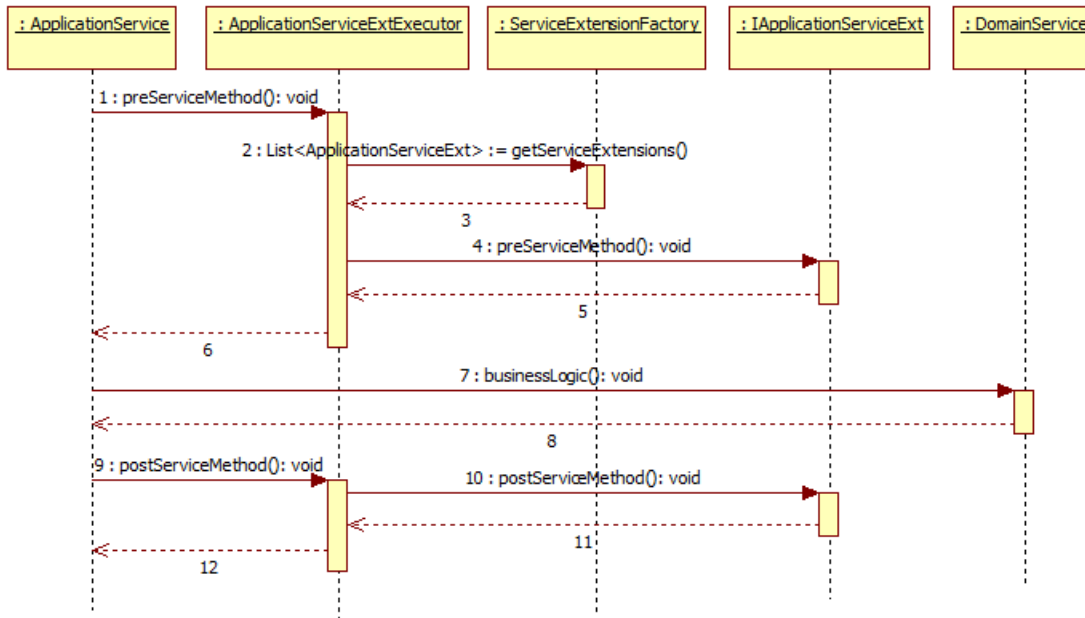 : ApplicationService
: ApplicationServiceExtExecutor
: ServiceExtensionFactory
: IApplicationServiceExt
: DomainService
1 : preServiceMethod(): void
2 : List<ApplicationServiceExt> := getServiceExtensions()
3
4 : preServiceMethod(): void
5
6
7 : businessLogic(): void
8
9 : postServiceMethod(): void
10 : postServiceMethod(): void
11
12